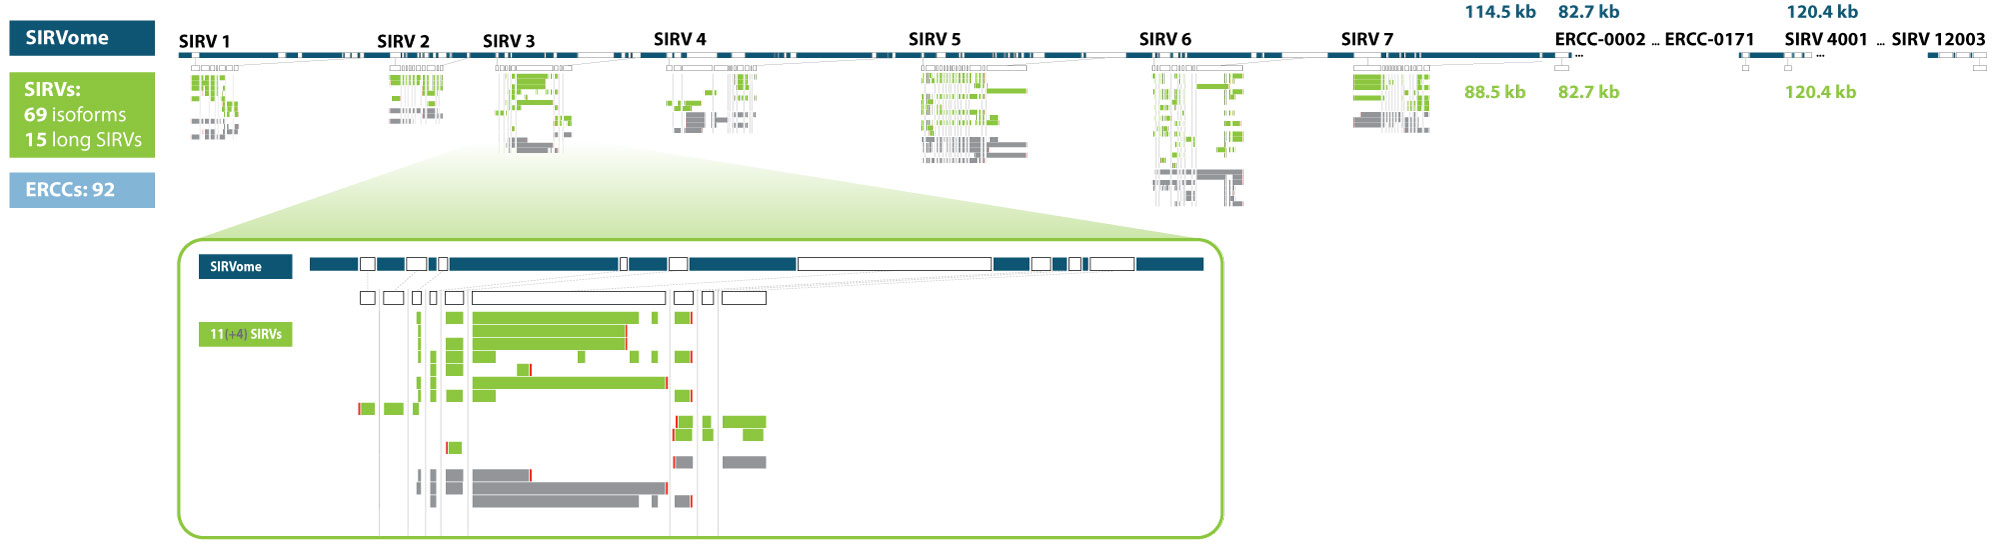 SIRVome
SIRVs:
69 isoforms
15 long SIRVs
ERCCs: 92
114.5 kb 82.7 kb 120.4 kb
SIRV 1 SIRV 2 SIRV 3 SIRV 4 SIRV 5 SIRV 6 SIRV 7 ERCC-0002 ... ERCC-0171 SIRV 4001 ... SIRV 12003
... ...
88.5 kb 82.7 kb 120.4 kb
SIRVome
11(+4) SIRVs